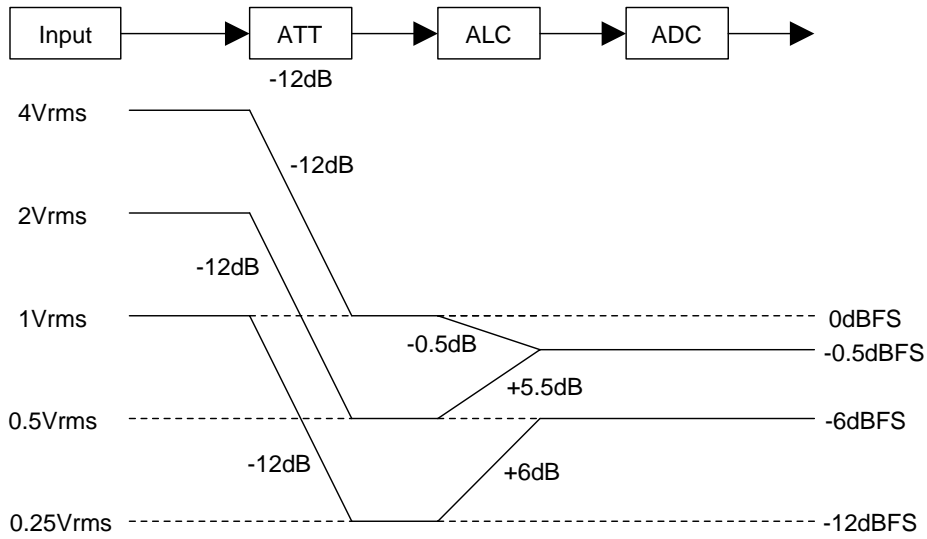 Input ATT ALC ADC
-12dB
4Vrms
-12dB
2Vrms
-12dB
1Vrms 0dBFS
-0.5dB -0.5dBFS
+5.5dB
0.5Vrms -6dBFS
-12dB +6dB
0.25Vrms -12dBFS